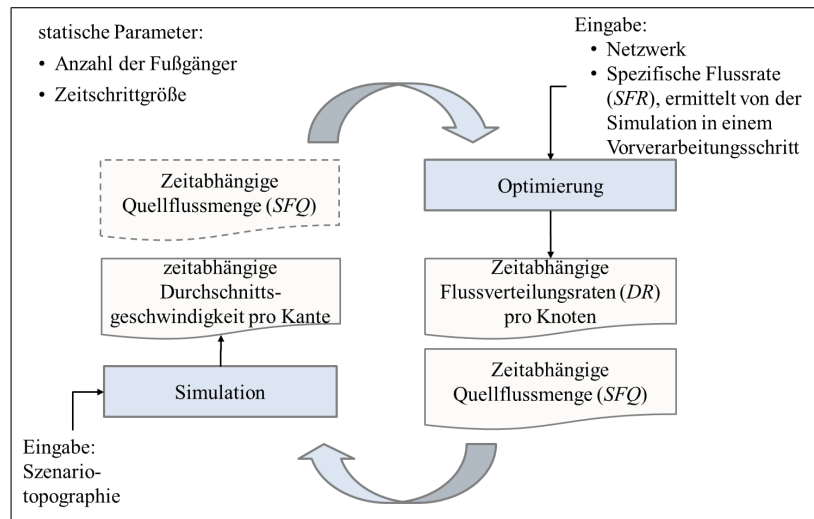 statische Parameter:
• Anzahl der Fußgänger
• Zeitschrittgröße
Eingabe:
• Netzwerk
• Spezifische Flussrate
(SFR), ermittelt von der
Simulation in einem
Vorverarbeitungsschritt
Zeitabhängige
Quellflussmenge (SFQ)
Optimierung
zeitabhängige
Durchschnitts-
geschwindigkeit pro Kante
Zeitabhängige
Flussverteilungsraten (DR)
pro Knoten
Simulation
Zeitabhängige
Quellflussmenge (SFQ)
Eingabe:
Szenario-
topographie